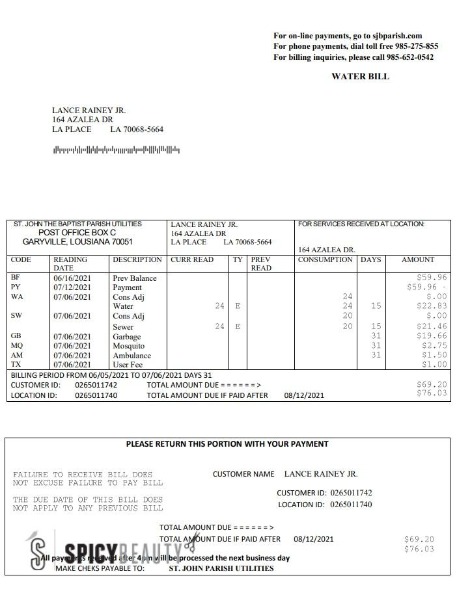 For on-line payments, go to sjbparish.com
For phone payments, dial toll free 985-275-855
For billing inquiries, please call 985-652-0542
WATER BILL
LANCE RAINEY JR.
164 AZALEA DR
LA PLACE LA 70068-5664
ST. JOHN THE BAPTIST PARISH UTILITIES
POST OFFICE BOX C
GARYVILLE, LOUSIANA 70051
LANCE RAINEY JR.
164 AZALEA DR
LA PLACE LA 70068-5664
FOR SERVICES RECEIVED AT LOCATION:
164 AZALEA DR.
CODE READING DATE DESCRIPTION CURR READ TY PREV READ CONSUMPTION DAYS AMOUNT
BF 06/16/2021 Prev Balance $59.96
PY 07/12/2021 Payment $59.96 -
WA 07/06/2021 Cons Adj 24 $.00
Water 24 E 24 15 $22.83
SW 07/06/2021 Cons Adj 20 $.00
Sewer 24 E 20 15 $21.46
GB 07/06/2021 Garbage 31 $19.66
MQ 07/06/2021 Mosquito 31 $2.75
AM 07/06/2021 Ambulance 31 $1.50
TX 07/06/2021 User Fee $1.00
BILLING PERIOD FROM 06/05/2021 TO 07/06/2021 DAYS 31
CUSTOMER ID: 0265011742 TOTAL AMOUNT DUE = = = = = = > $69.20
LOCATION ID: 0265011740 TOTAL AMOUNT DUE IF PAID AFTER 08/12/2021 $76.03
PLEASE RETURN THIS PORTION WITH YOUR PAYMENT
FAILURE TO RECEIVE BILL DOES
NOT EXCUSE FAILURE TO PAY BILL
THE DUE DATE OF THIS BILL DOES
NOT APPLY TO ANY PREVIOUS BILL
CUSTOMER NAME LANCE RAINEY JR.
CUSTOMER ID: 0265011742
LOCATION ID: 0265011740
TOTAL AMOUNT DUE = = = = = = >
TOTAL AMOUNT DUE IF PAID AFTER 08/12/2021 $69.20
$76.03
SPICYBEAUTY
All payments received after 4pm will be processed the next business day
MAKE CHEKS PAYABLE TO: ST. JOHN PARISH UTILITIES